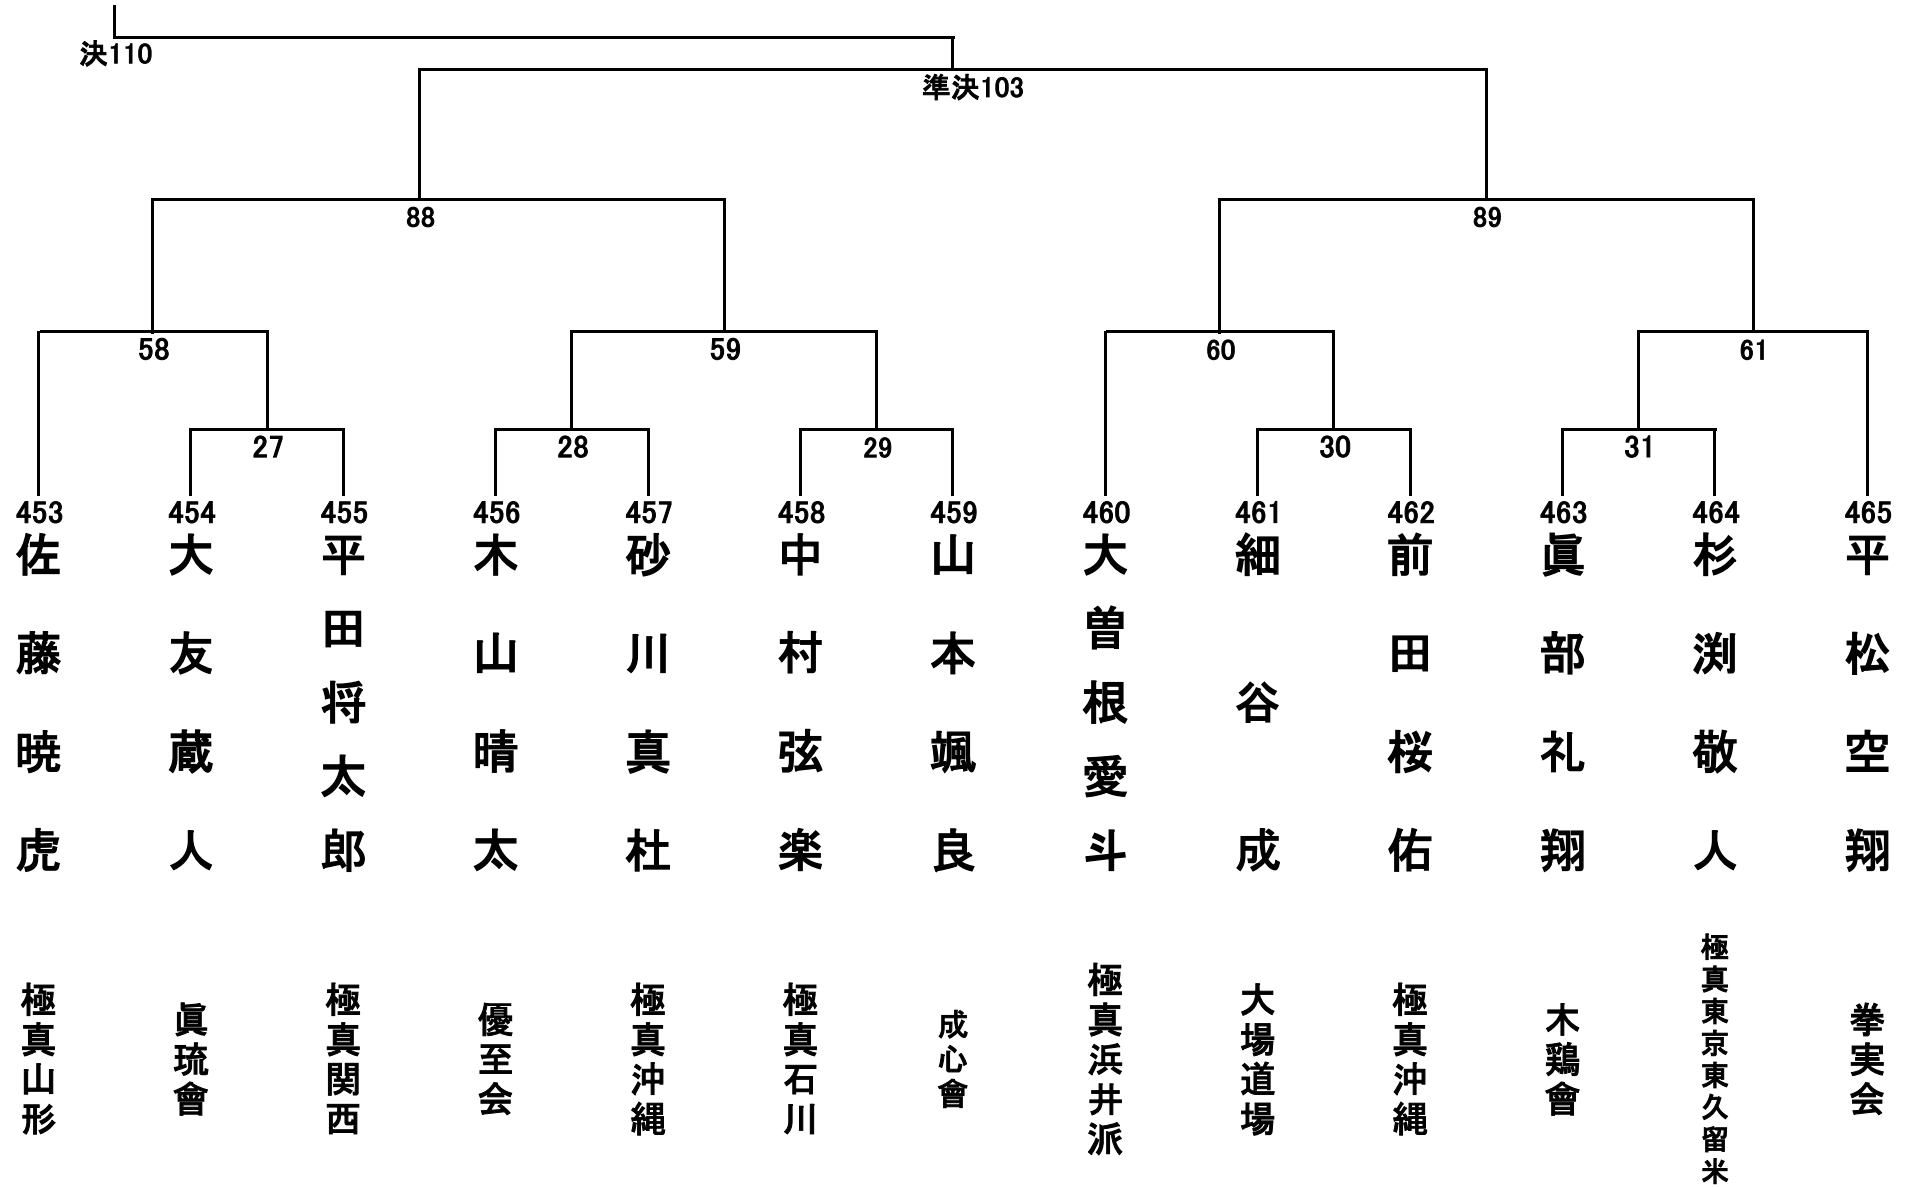 決110
準決103
88
89
58
59
60
61
27
28
29
30
31
453
佐藤暁虎
極真山形
454
大友蔵人
眞琉會
455
平田将太郎
極真関西
456
木山晴太
優至会
457
砂川真杜
極真沖縄
458
中村弦楽
極真石川
459
山本颯良
成心會
460
大曽根愛斗
極真浜井派
461
細谷成
大場道場
462
前田桜佑
極真沖縄
463
眞部礼翔
木鶏會
464
杉渕敬人
極真東京東久留米
465
平松空翔
拳実会